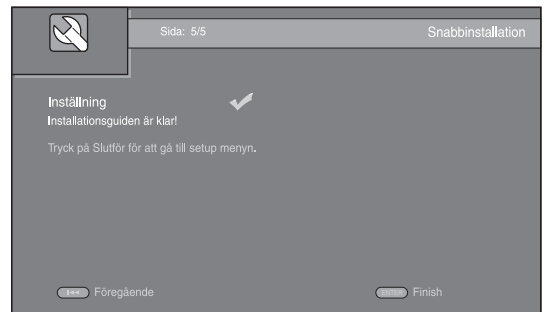 Sida: 5/5
Snabbinstallation
Inställning
Installationsguiden är klar!
Tryck på Slutför för att gå till setup menyn.
Föregående
ENTER Finish